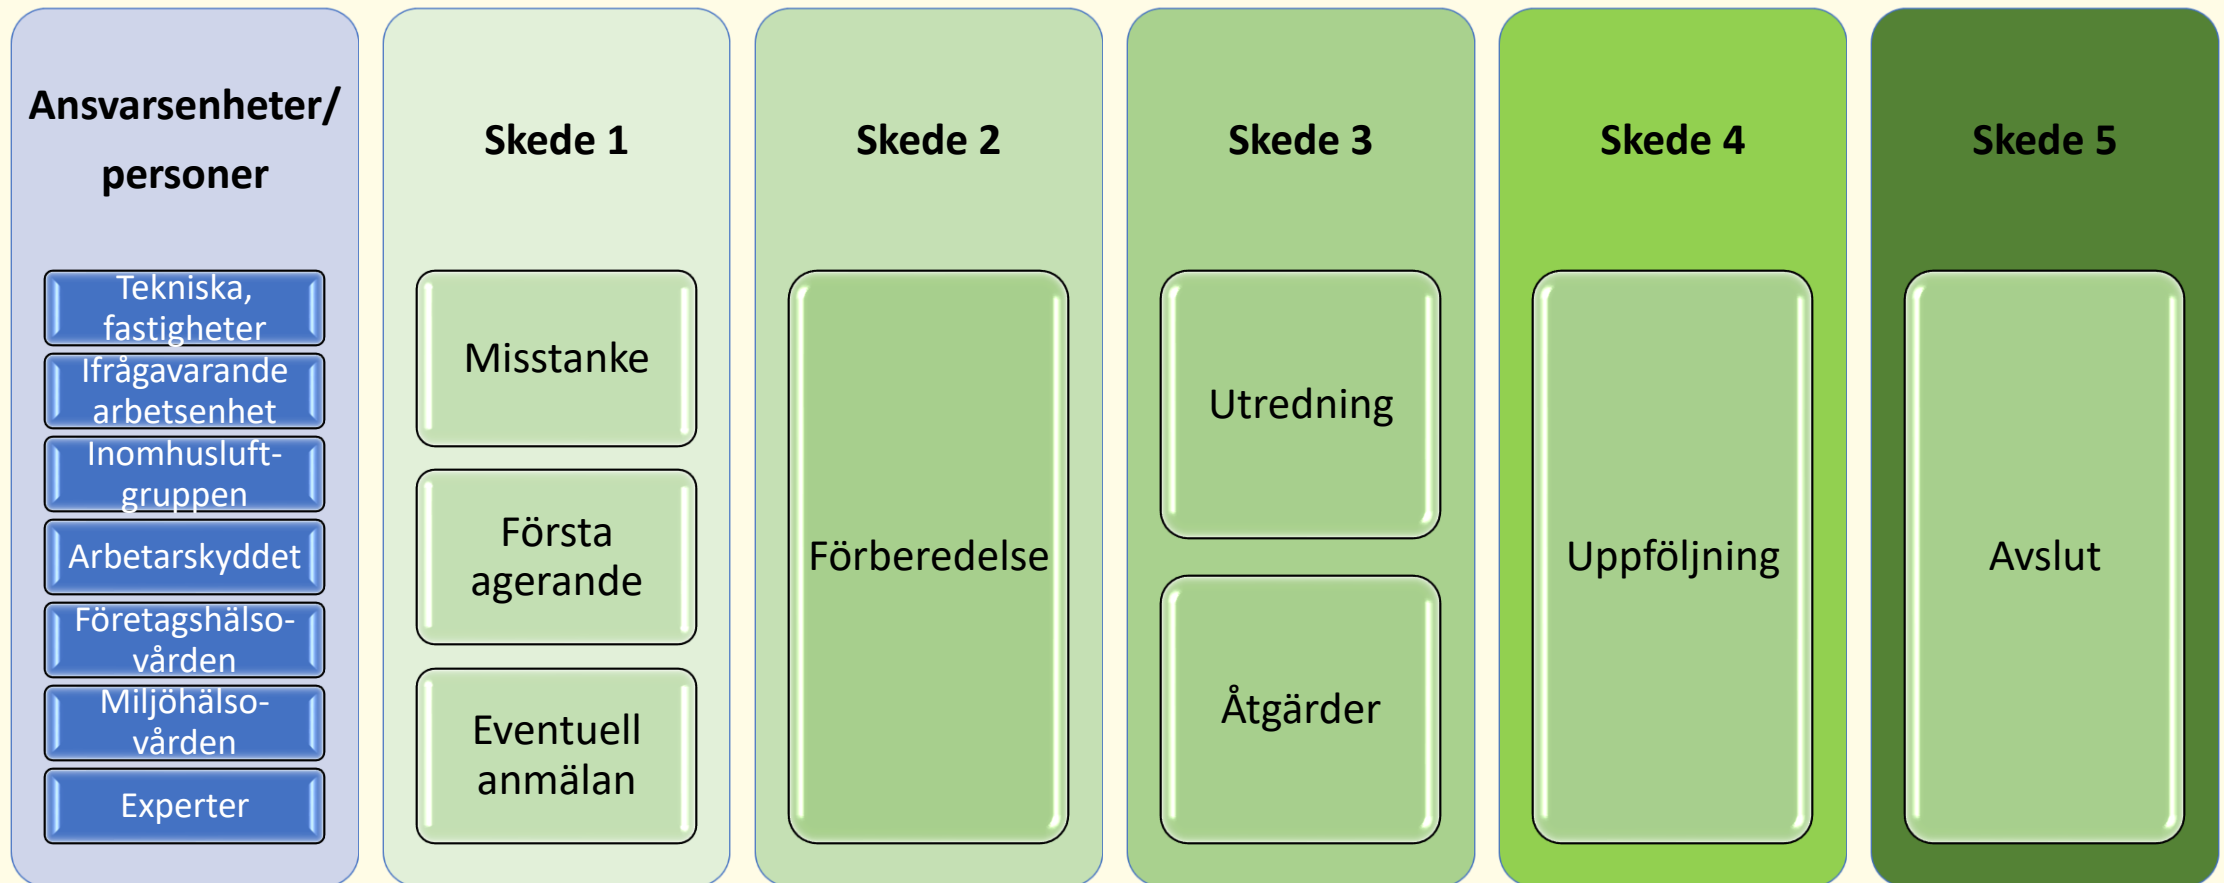 Ansvarsenheter/
personer
Tekniska,
fastigheter
Ifrågavarande
arbetsenhet
Inomhusluft-
gruppen
Arbetarskyddet
Företagshälso-
vården
Miljöhälso-
vården
Experter
Skede 1
Misstanke
Första
agerande
Eventuell
anmälan
Skede 2
Förberedelse
Skede 3
Utredning
Åtgärder
Skede 4
Uppföljning
Skede 5
Avslut